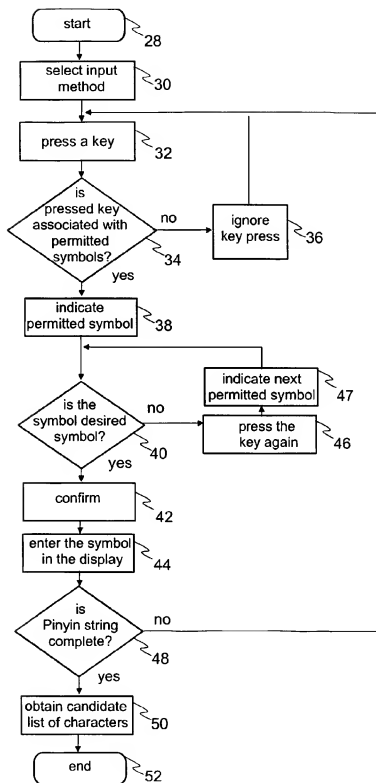 start
28
select input
method
30
press a key
32
is
pressed key
associated with
permitted
symbols?
34
no
ignore
key press
36
yes
indicate
permitted symbol
38
indicate next
permitted symbol
47
is the
symbol desired
symbol?
40
no
press the
key again
46
yes
confirm
42
enter the symbol
in the display
44
is
Pinyin string
complete?
48
no
yes
obtain candidate
list of characters
50
end
52